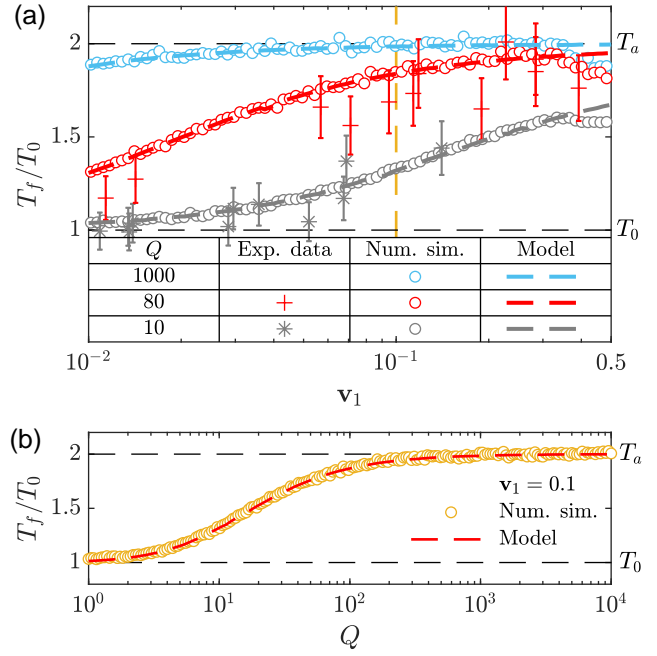 (a)
T_f/T_0
2
1.5
1
T_a
T_0
Q Exp. data Num. sim. Model
1000
80
10
10^-2 10^-1 0.5
v_1
(b)
T_f/T_0
2
1.5
1
T_a
T_0
v_1 = 0.1
Num. sim.
Model
10^0 10^1 10^2 10^3 10^4
Q